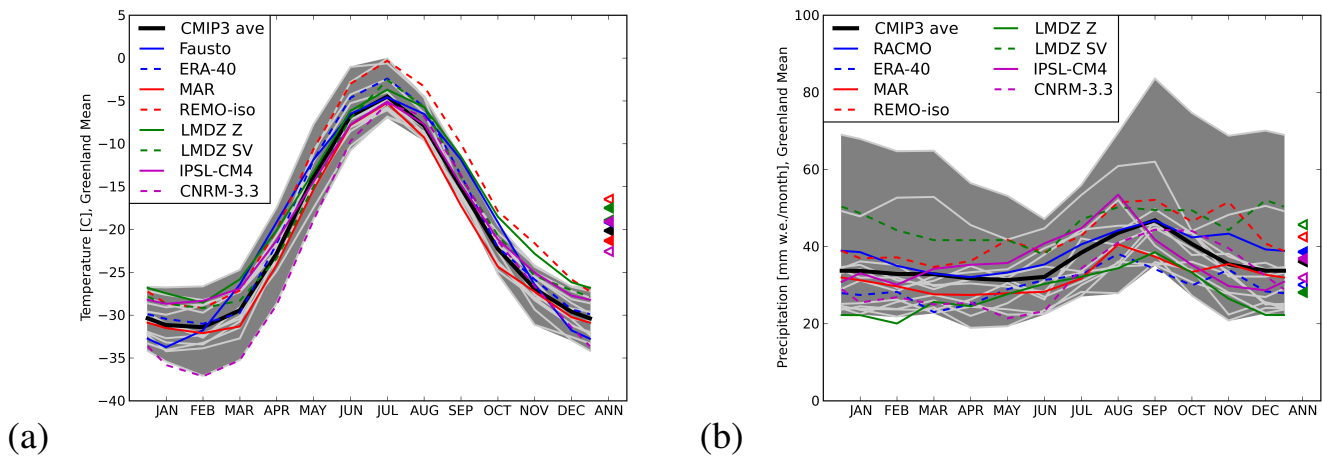 (a)
Temperature [C], Greenland Mean
5
0
−5
−10
−15
−20
−25
−30
−35
−40
CMIP3 ave
Fausto
ERA-40
MAR
REMO-iso
LMDZ Z
LMDZ SV
IPSL-CM4
CNRM-3.3
JAN FEB MAR APR MAY JUN JUL AUG SEP OCT NOV DEC ANN
(b)
Precipitation [mm w.e./month], Greenland Mean
100
80
60
40
20
0
CMIP3 ave
RACMO
ERA-40
MAR
REMO-iso
LMDZ Z
LMDZ SV
IPSL-CM4
CNRM-3.3
JAN FEB MAR APR MAY JUN JUL AUG SEP OCT NOV DEC ANN